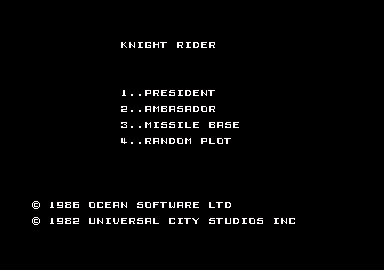 KNIGHT RIDER
1..PRESIDENT
2..AMBASADOR
3..MISSILE BASE
4..RANDOM PLOT
© 1986 OCEAN SOFTWARE LTD
© 1982 UNIVERSAL CITY STUDIOS INC